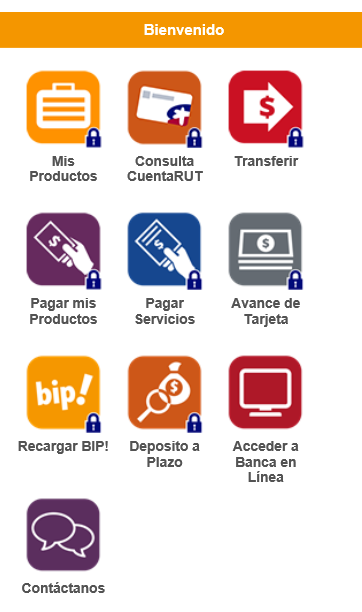 Bienvenido
Mis
Productos
Consulta
CuentaRUT
$
Transferir
$
Pagar mis
Productos
Pagar
Servicios
$
Avance de
Tarjeta
bip!
Recargar BIP!
$
Deposito a
Plazo
Acceder a
Banca en
Línea
Contáctanos